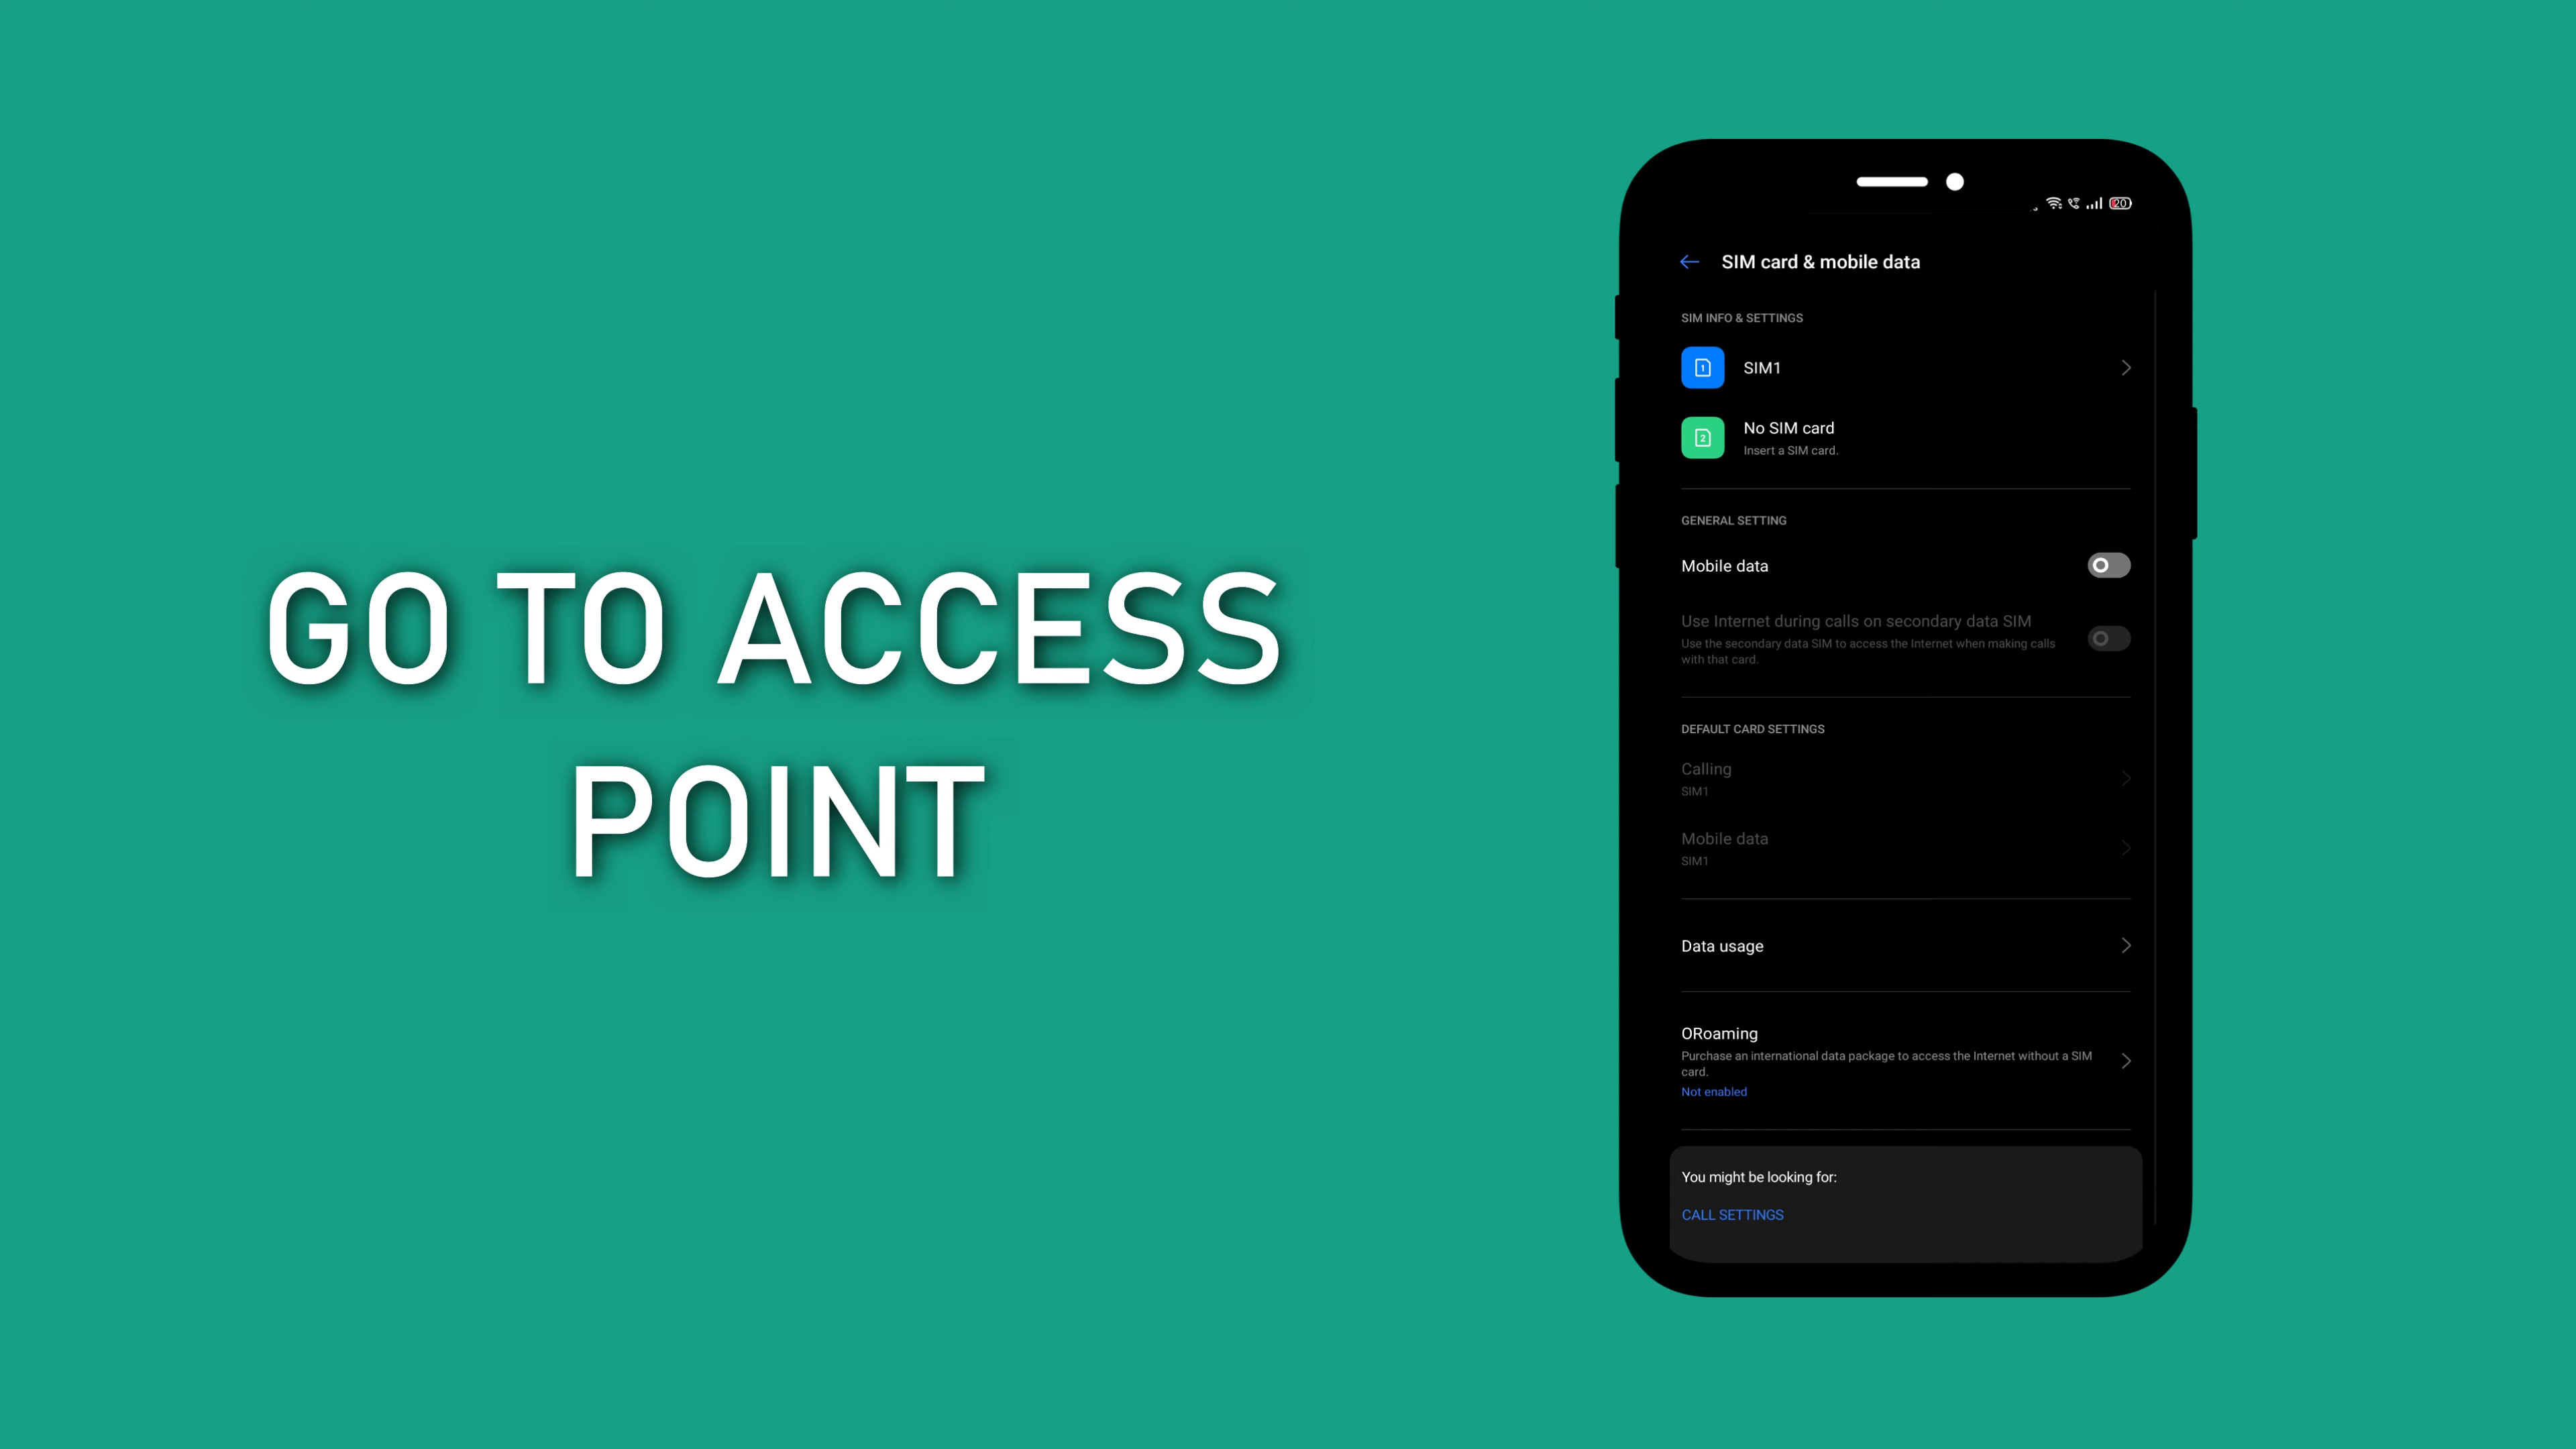 GO TO ACCESS
POINT
20
SIM card & mobile data
SIM INFO & SETTINGS
1
SIM1
2
No SIM card
Insert a SIM card.
GENERAL SETTING
Mobile data
Use Internet during calls on secondary data SIM
Use the secondary data SIM to access the Internet when making calls
with that card.
DEFAULT CARD SETTINGS
Calling
SIM1
Mobile data
SIM1
Data usage
ORoaming
Purchase an international data package to access the Internet without a SIM
card.
Not enabled
You might be looking for:
CALL SETTINGS